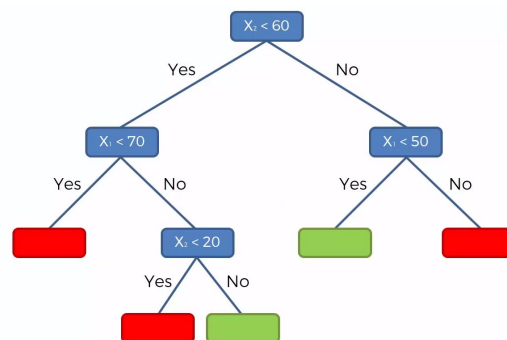 X₂ < 60
Yes
No
X₁ < 70
X₁ < 50
Yes
No
Yes
No
X₂ < 20
Yes
No